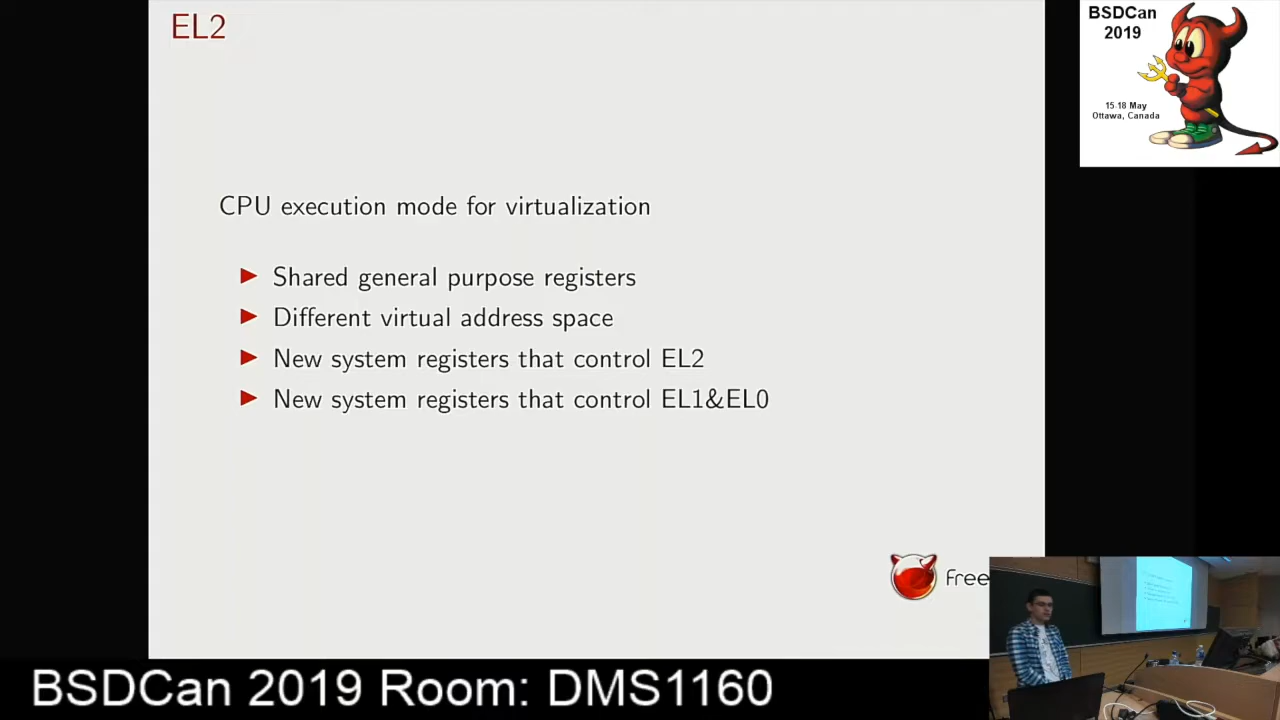 EL2
BSDCan
2019
15-18 May
Ottawa, Canada
CPU execution mode for virtualization
Shared general purpose registers
Different virtual address space
New system registers that control EL2
New system registers that control EL1&EL0
Free
BSDCan 2019 Room: DMS1160